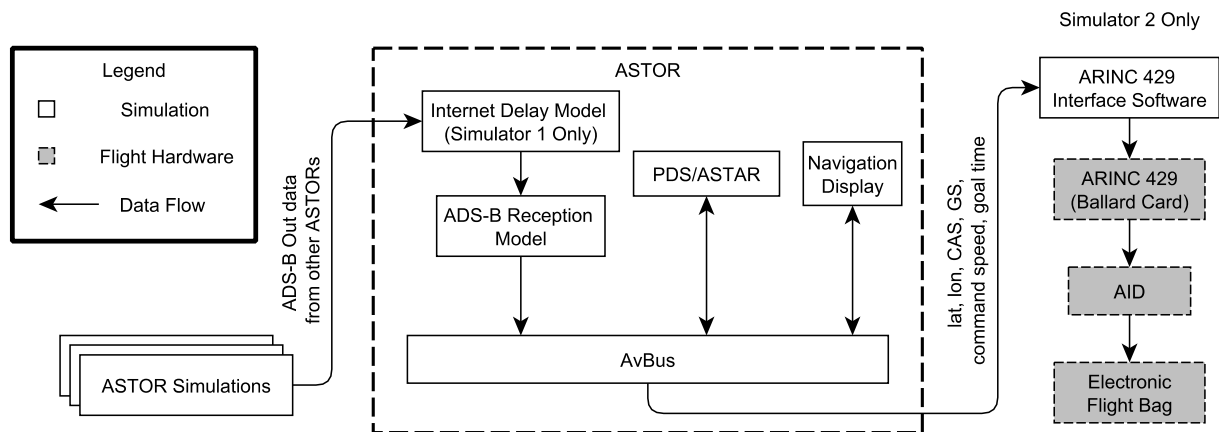 Legend
Simulation
Flight Hardware
Data Flow
ASTOR Simulations
ADS-B Out data
from other ASTORs
ASTOR
Internet Delay Model
(Simulator 1 Only)
ADS-B Reception
Model
PDS/ASTAR
Navigation
Display
AvBus
lat, lon, CAS, GS,
command speed, goal time
Simulator 2 Only
ARINC 429
Interface Software
ARINC 429
(Ballard Card)
AID
Electronic
Flight Bag